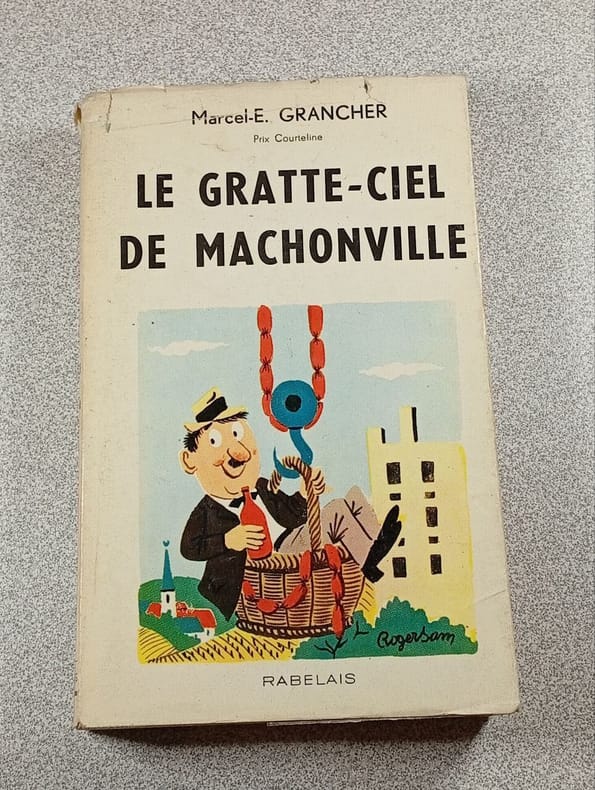 Marcel-E. GRANCHER
Prix Courteline
LE GRATTE-CIEL
DE MACHONVILLE
RogerSam
RABELAIS